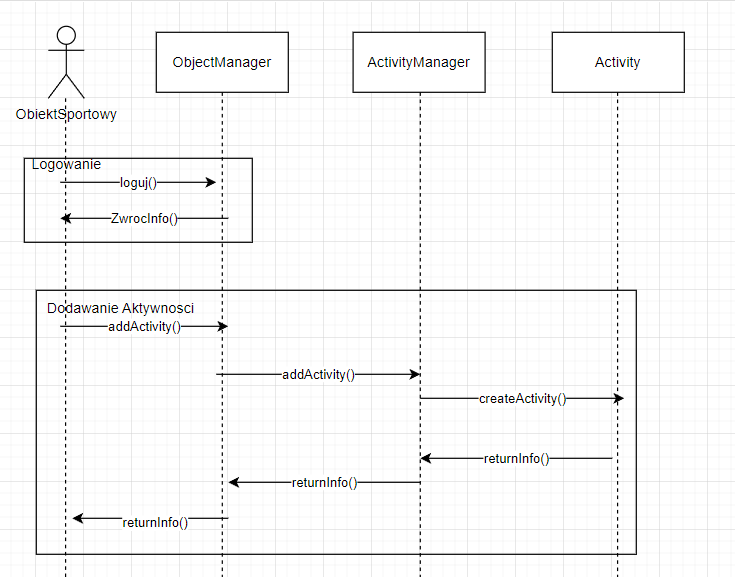 ObjectManager
ActivityManager
Activity
ObiektSportowy
Logowanie
loguj()
ZwrocInfo()
Dodawanie Aktywnosci
addActivity()
addActivity()
createActivity()
returnInfo()
returnInfo()
returnInfo()